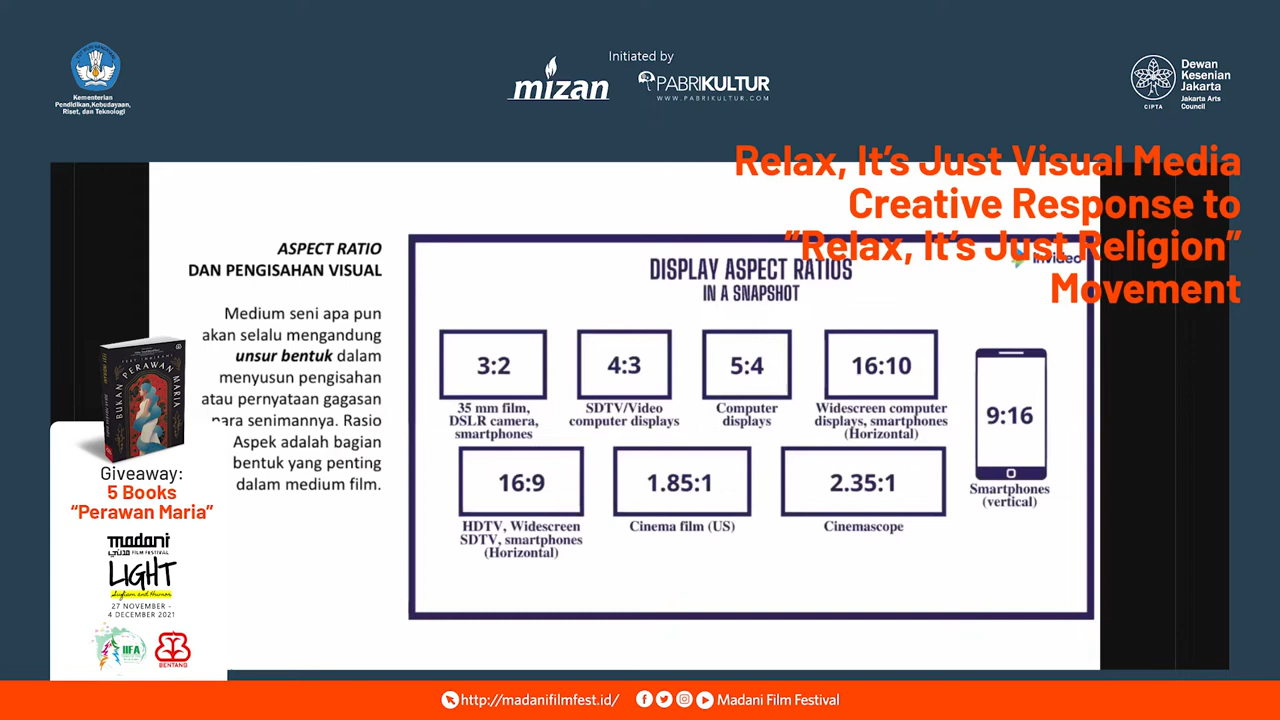 Kementerian
Pendidikan,Kebudayaan,
Riset, dan Teknologi
Initiated by
mizan
PABRIKULTUR
WWW.PABRIKULTUR.COM
CIPTA
Dewan
Kesenian
Jakarta
Jakarta Arts
Council
Relax, It's Just Visual Media
Creative Response to
“Relax, It's Just Religion”
Movement
ASPECT RATIO
DAN PENGISAHAN VISUAL
Medium seni apa pun
akan selalu mengandung
unsur bentuk dalam
menyusun pengisahan
atau pernyataan gagasan
para senimannya. Rasio
Aspek adalah bagian
bentuk yang penting
dalam medium film.
invideo
DISPLAY ASPECT RATIOS
IN A SNAPSHOT
3:2
35 mm film,
DSLR camera,
smartphones
4:3
SDTV/Video
computer displays
5:4
Computer
displays
16:10
Widescreen computer
displays, smartphones
(Horizontal)
9:16
Smartphones
(vertical)
16:9
HDTV, Widescreen
SDTV, smartphones
(Horizontal)
1.85:1
Cinema film (US)
2.35:1
Cinemascope
BUKAN PERAWAN MARIA
Giveaway:
5 Books
“Perawan Maria”
madani
مدني FILM FESTIVAL
LIGHT
27 NOVEMBER -
4 DECEMBER 2021
IIFA
BENTANG
http://madanifilmfest.id/
Madani Film Festival